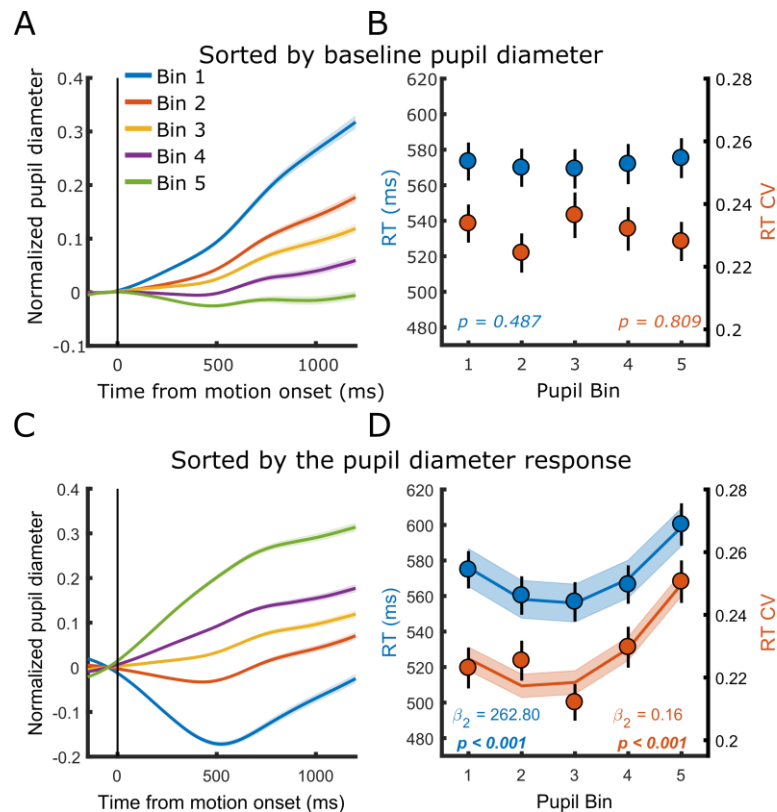 A
B
Sorted by baseline pupil diameter
Normalized pupil diameter
0.4
0.3
0.2
0.1
0
-0.1
Bin 1
Bin 2
Bin 3
Bin 4
Bin 5
0
500
1000
Time from motion onset (ms)
RT (ms)
620
600
580
560
540
520
500
480
p = 0.487
p = 0.809
1
2
3
4
5
Pupil Bin
0.28
0.26
0.24
0.22
0.2
RT CV
C
D
Sorted by the pupil diameter response
Normalized pupil diameter
0.4
0.3
0.2
0.1
0
-0.1
-0.2
0
500
1000
Time from motion onset (ms)
RT (ms)
620
600
580
560
540
520
500
480
β2 = 262.80
p < 0.001
β2 = 0.16
p < 0.001
1
2
3
4
5
Pupil Bin
0.28
0.26
0.24
0.22
0.2
RT CV